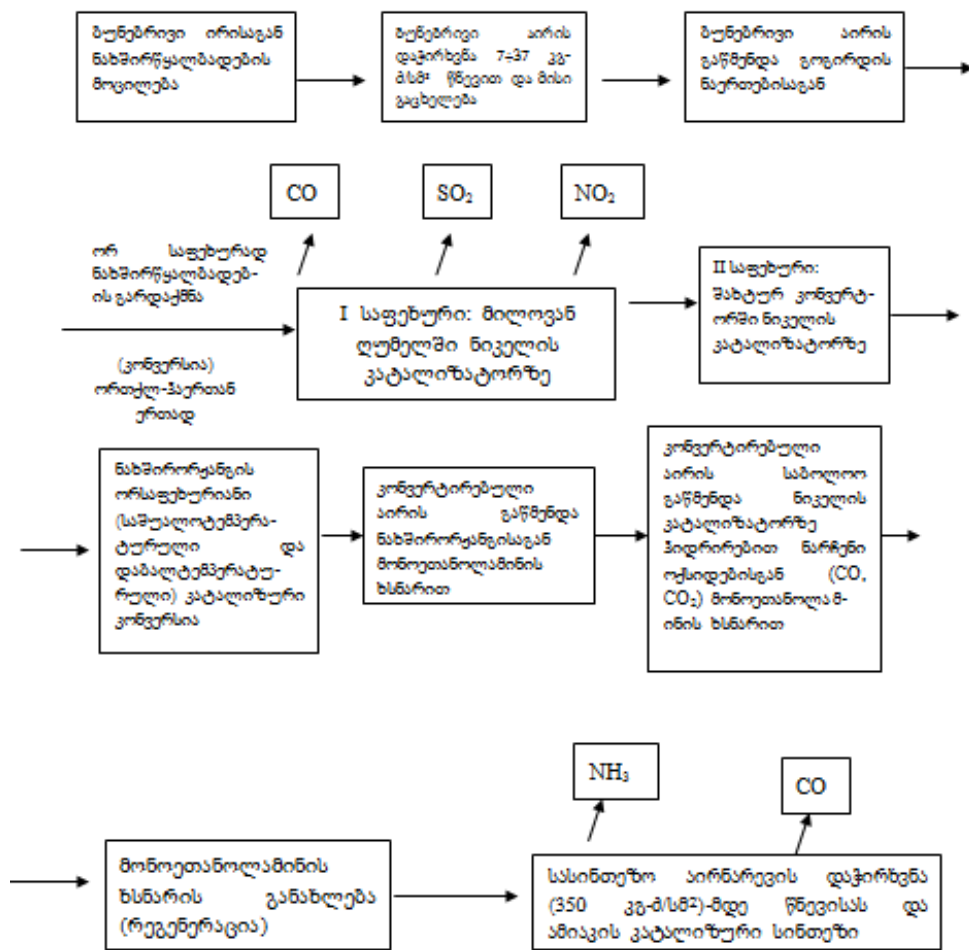 ბუნებრივი ირისაგან
ნახშირწყალბადების
მოცილება
ბუნებრივი აირის
დაჭირხვნა 7÷37 კგ-
ძ/სმ² წნევით და მისი
გაცხელება
ბუნებრივი აირის
გაწმენდა გოგირდის
ნაერთებისაგან
CO
SO₂
NO₂
ორ საფეხურად
ნახშირწყალბადებ-
ის გარდაქმნა
(კონვერსია)
ორთქლ-ჰაერთან
ერთად
I საფეხური: მილოვან
ღუმელში ნიკელის
კატალიზატორზე
II საფეხური:
შახტურ კონვერტ-
ორში ნიკელის
კატალიზატორზე
ნახშირორჟანგის
ორსაფეხურიანი
(საშუალოტემპერა-
ტურული და
დაბალტემპერატუ-
რული) კატალიზური
კონვერსია
კონვერტირებული
აირის გაწმენდა
ნახშირორჟანგისაგან
მონოეთანოლამინის
ხსნარით
კონვერტირებული
აირის საბოლოო
გაწმენდა ნიკელის
კატალიზატორზე
ჰიდრირებით ნარჩენი
ოქსიდებისგან (CO,
CO₂) მონოეთანოლამ-
ინის ხსნარით
NH₃
CO
მონოეთანოლამინის
ხსნარის განახლება
(რეგენერაცია)
სასინთეზო აირნარევის დაჭირხვნა
(350 კგ-ძ/სმ²)-მდე წნევისას და
ამიაკის კატალიზური სინთეზი